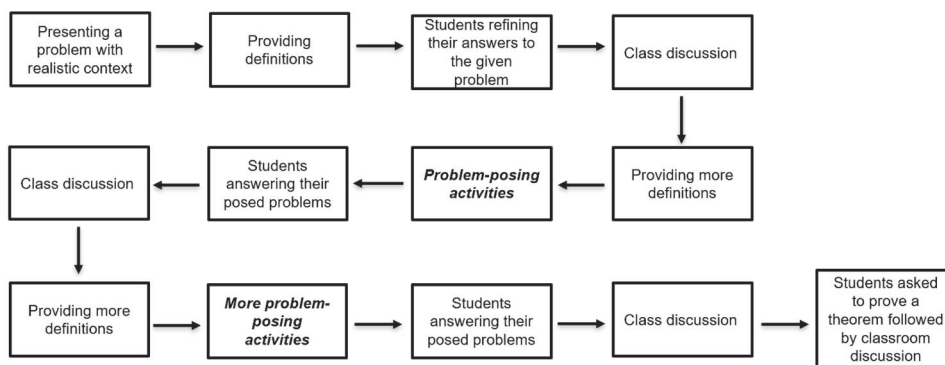 Presenting a
problem with
realistic context
Providing
definitions
Students refining
their answers to
the given
problem
Class discussion
Providing more
definitions
Problem-posing
activities
Students
answering their
posed problems
Class discussion
Providing more
definitions
More problem-
posing
activities
Students
answering their
posed problems
Class discussion
Students asked
to prove a
theorem followed
by classroom
discussion